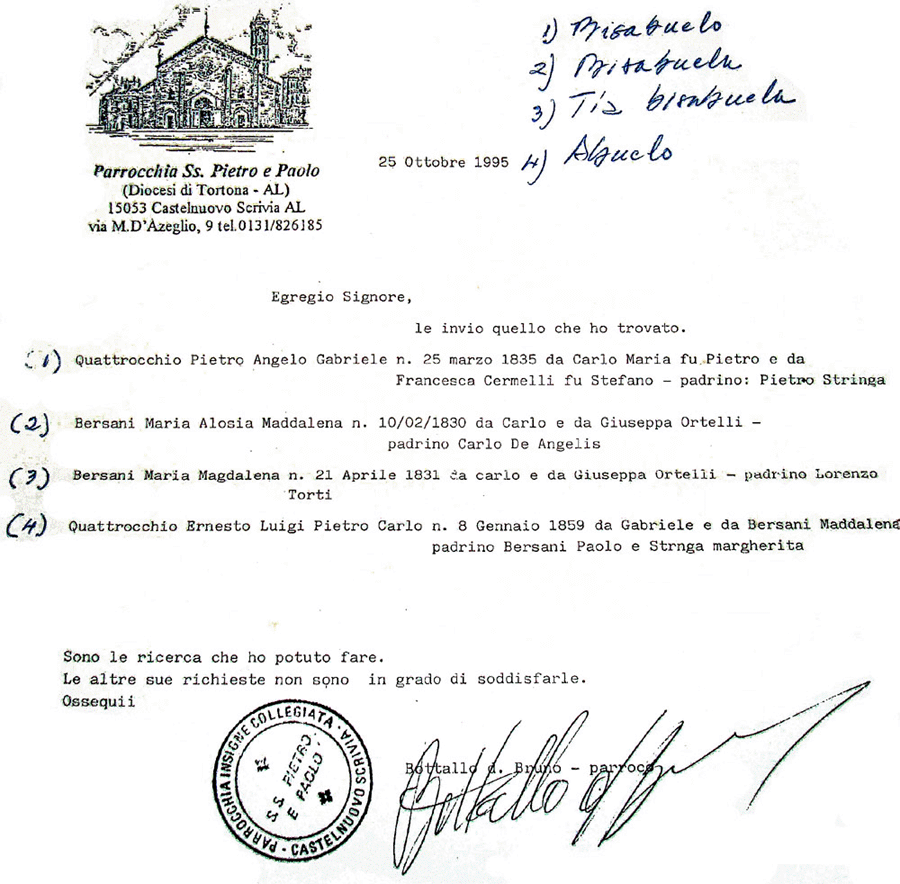 1) Bisabuelo
2) Bisabuela
3) Tía bisabuela
4) Abuelo
25 Ottobre 1995
Parrocchia Ss. Pietro e Paolo
(Diocesi di Tortona - AL)
15053 Castelnuovo Scrivia AL
via M.D'Azeglio, 9 tel.0131/826185
Egregio Signore,
le invio quello che ho trovato.
(1) Quattrocchio Pietro Angelo Gabriele n. 25 marzo 1835 da Carlo Maria fu Pietro e da
Francesca Cermelli fu Stefano - padrino: Pietro Stringa
(2) Bersani Maria Alosia Maddalena n. 10/02/1830 da Carlo e da Giuseppa Ortelli -
padrino Carlo De Angelis
(3) Bersani Maria Magdalena n. 21 Aprile 1831 da carlo e da Giuseppa Ortelli - padrino Lorenzo
Torti
(4) Quattrocchio Ernesto Luigi Pietro Carlo n. 8 Gennaio 1859 da Gabriele e da Bersani Maddalena
padrino Bersani Paolo e Strnga margherita
Sono le ricerca che ho potuto fare.
Le altre sue richieste non sono in grado di soddisfarle.
Ossequii
PARROCCHIA INSIGNE COLLEGIATA · CASTELNUOVO SCRIVIA
S S PIETRO
E PAOLO
Bottallo d. Bruno - parroco
Bottallo d Bruno